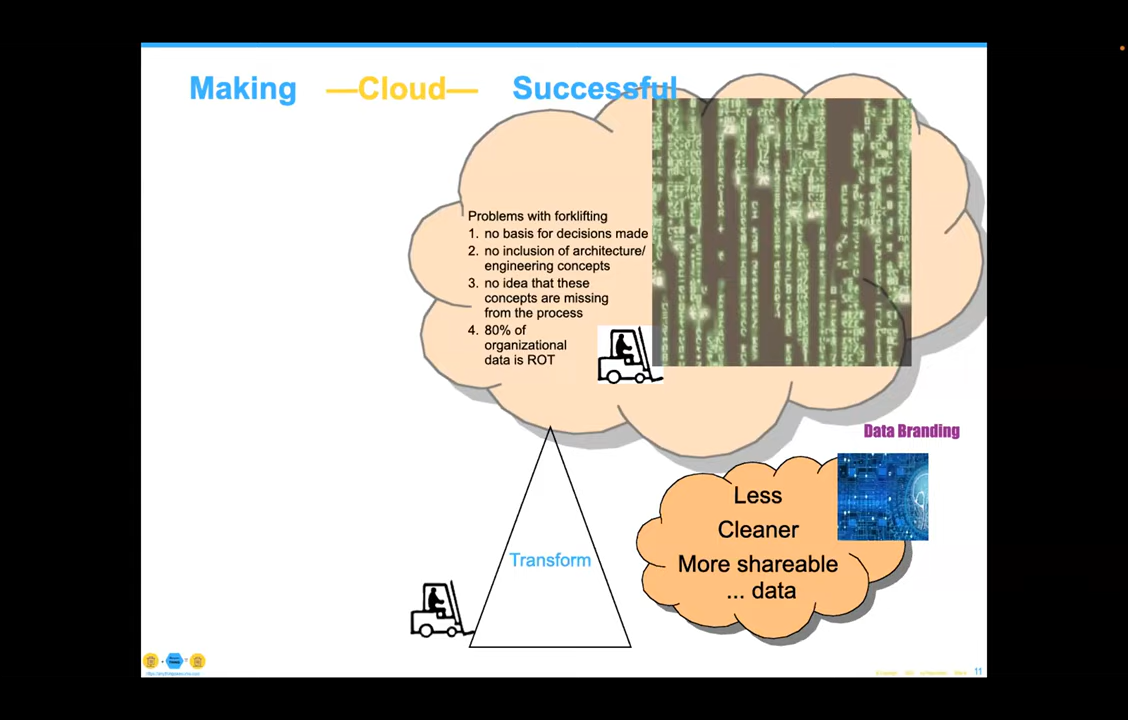 Making —Cloud— Successful
Problems with forklifting
1. no basis for decisions made
2. no inclusion of architecture/
engineering concepts
3. no idea that these
concepts are missing
from the process
4. 80% of
organizational
data is ROT
Data Branding
Less
Cleaner
More shareable
... data
Transform
11